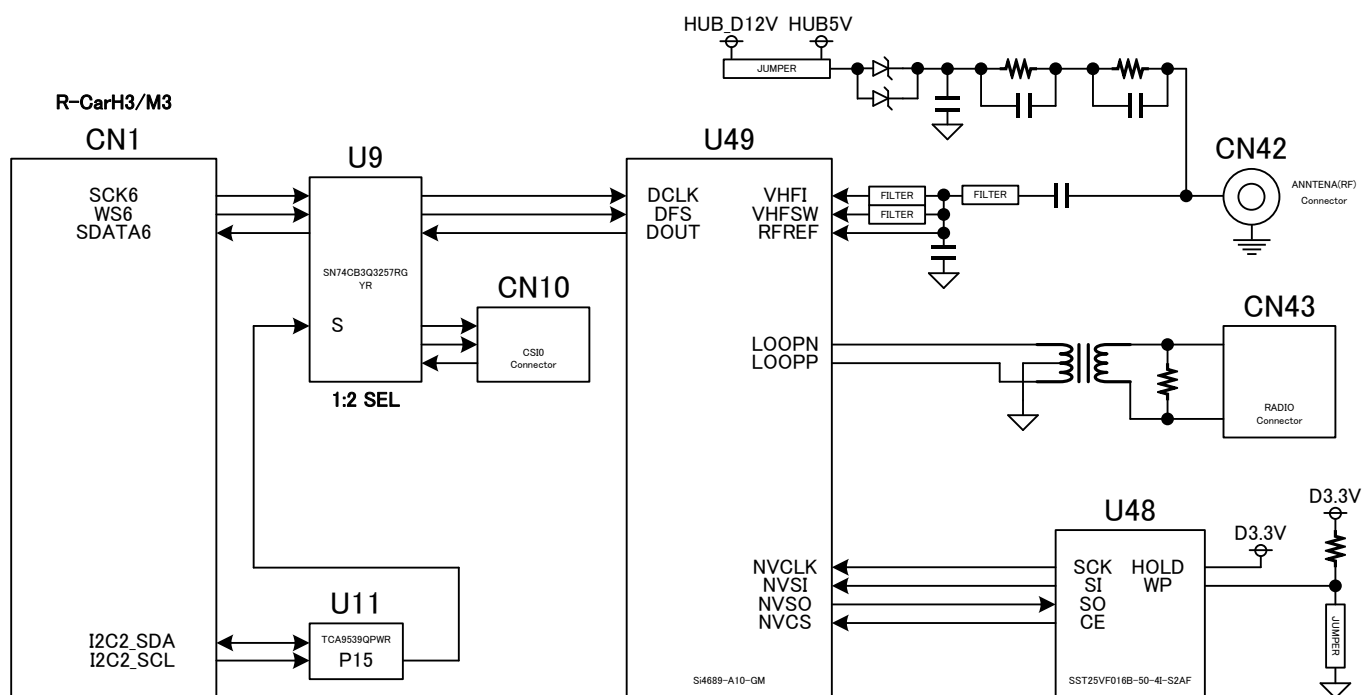 HUB_D12V HUB5V
JUMPER
R-CarH3/M3
CN1
U9
U49
CN42
ANNTENA(RF)
Connector
SCK6
WS6
SDATA6
SN74CB3Q3257RG
YR
S
1:2 SEL
CN10
CSI0
Connector
DCLK
DFS
DOUT
VHFI
VHFSW
RFREF
FILTER
FILTER
FILTER
LOOPN
LOOPP
CN43
RADIO
Connector
U48
D3.3V
D3.3V
NVCLK
NVSI
NVSO
NVCS
SCK HOLD
SI WP
SO
CE
JUMPER
U11
I2C2_SDA
I2C2_SCL
TCA9539QPWR
P15
Si4689-A10-GM
SST25VF016B-50-4I-S2AF